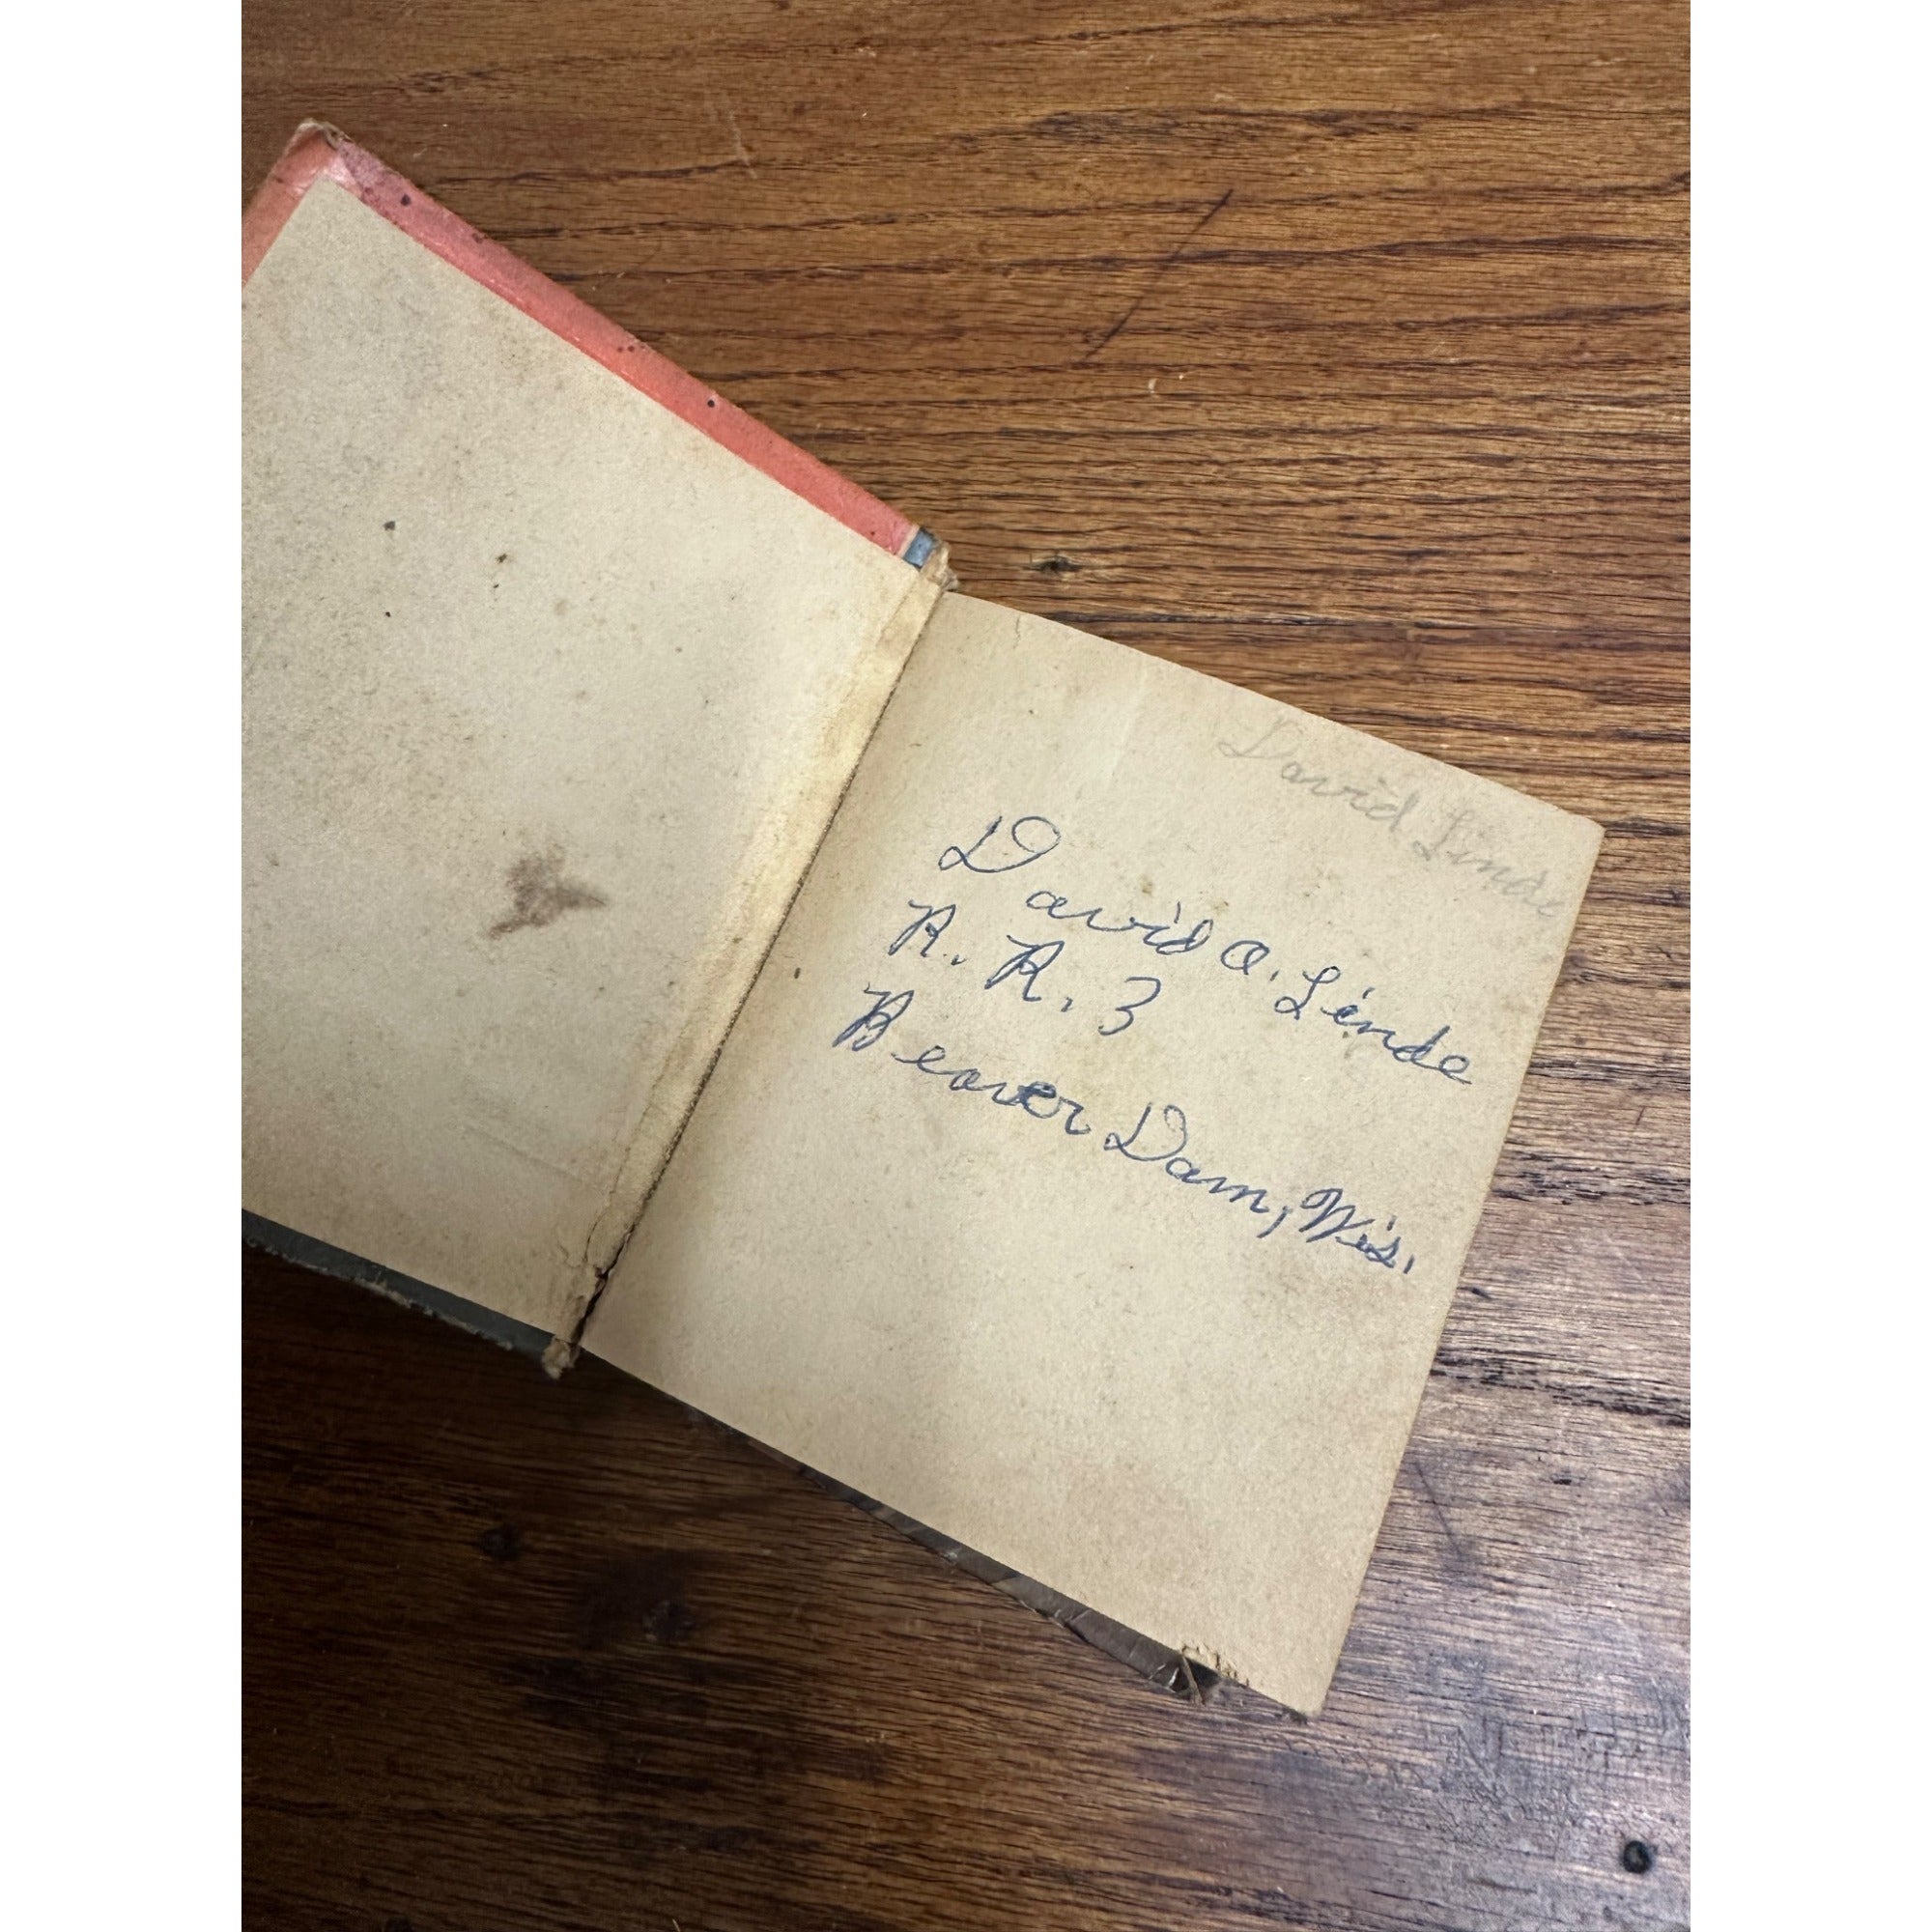 David Linde
David A. Linde
R. R. 3
Beaver Dam, Wis.